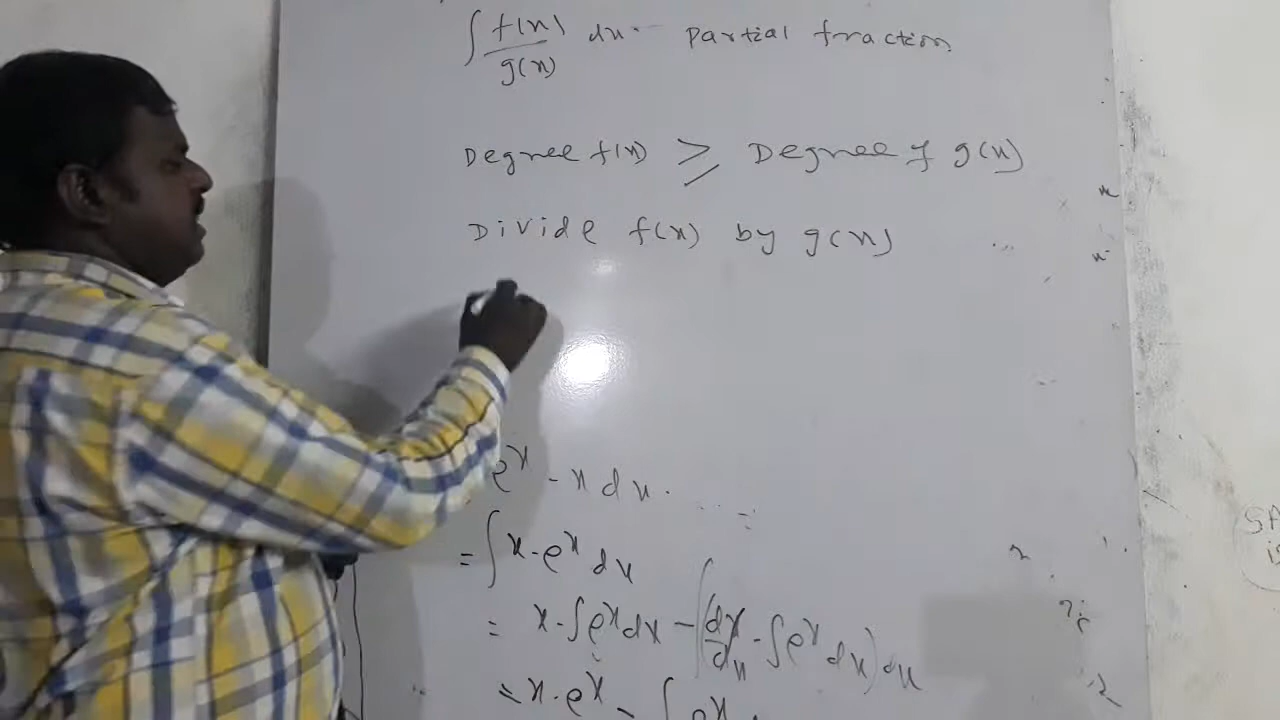 ∫ f(x)/g(x) dx. Partial fraction
Degree f(x) ≥ Degree of g(x)
Divide f(x) by g(x)
e^x - x dx.
= ∫ x - e^x dx
= x - ∫ e^x dx - ∫ (dx/dx - ∫ e^x dx) dx
= x - e^x - ∫ e^x